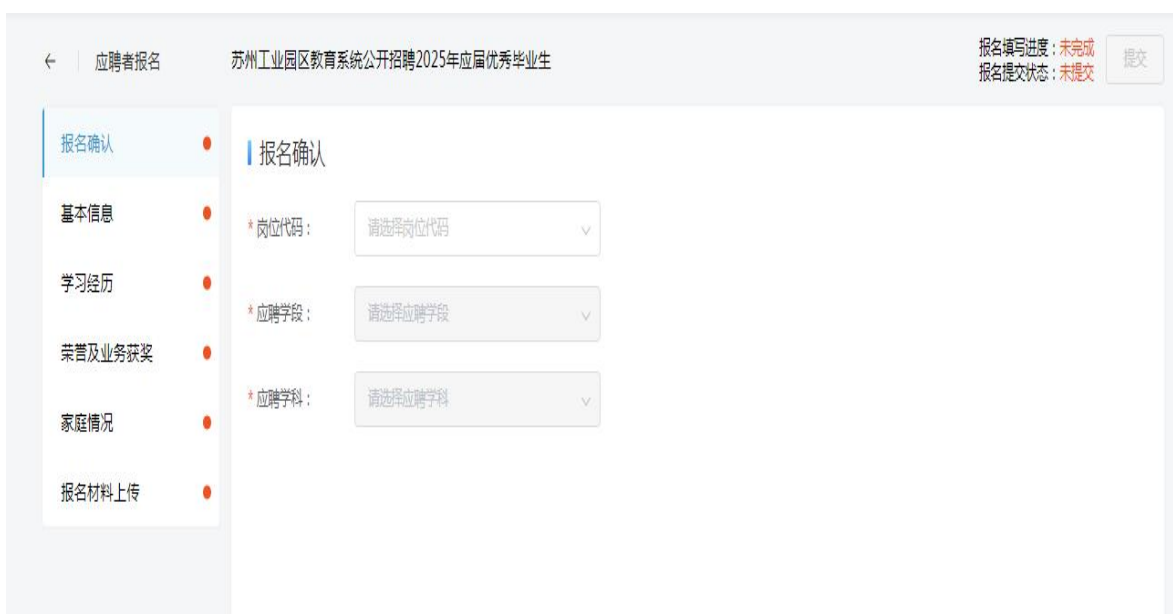 应聘者报名
苏州工业园区教育系统公开招聘2025年应届优秀毕业生
报名填写进度：未完成
报名提交状态：未提交
提交
报名确认
基本信息
学习经历
荣誉及业务获奖
家庭情况
报名材料上传
报名确认
* 岗位代码： 请选择岗位代码
* 应聘学段： 请选择应聘学段
* 应聘学科： 请选择应聘学科